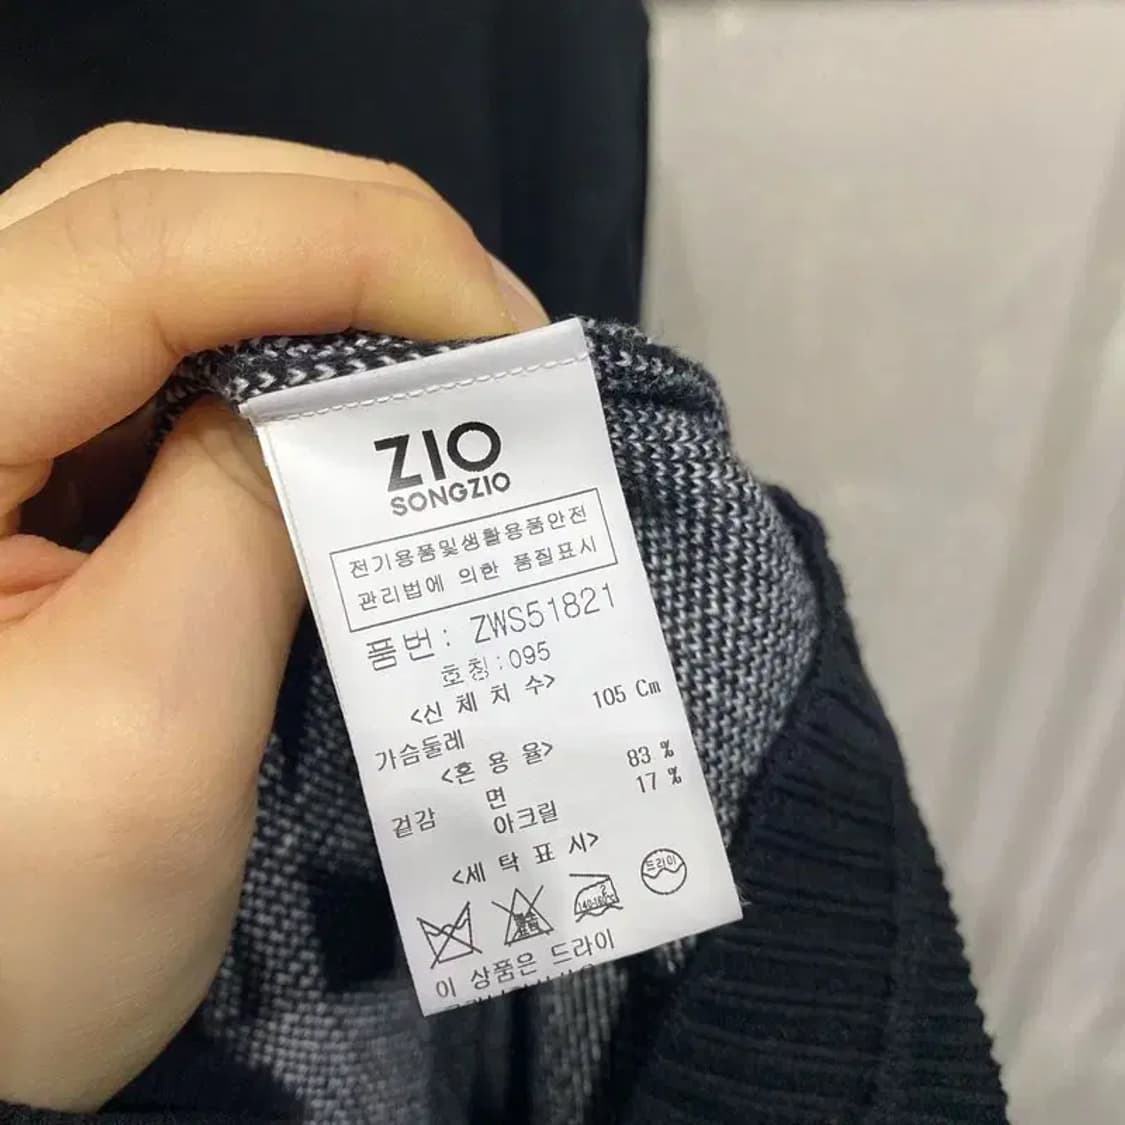 ZIO
SONGZIO
전기용품및생활용품안전
관리법에 의한 품질표시
품번: ZWS51821
호칭:095
<신 체 치 수>
가슴둘레 105 Cm
<혼 용 율>
겉감 면 83 %
아크릴 17 %
<세 탁 표 시>
140-160℃
드라이
이 상품은 드라이